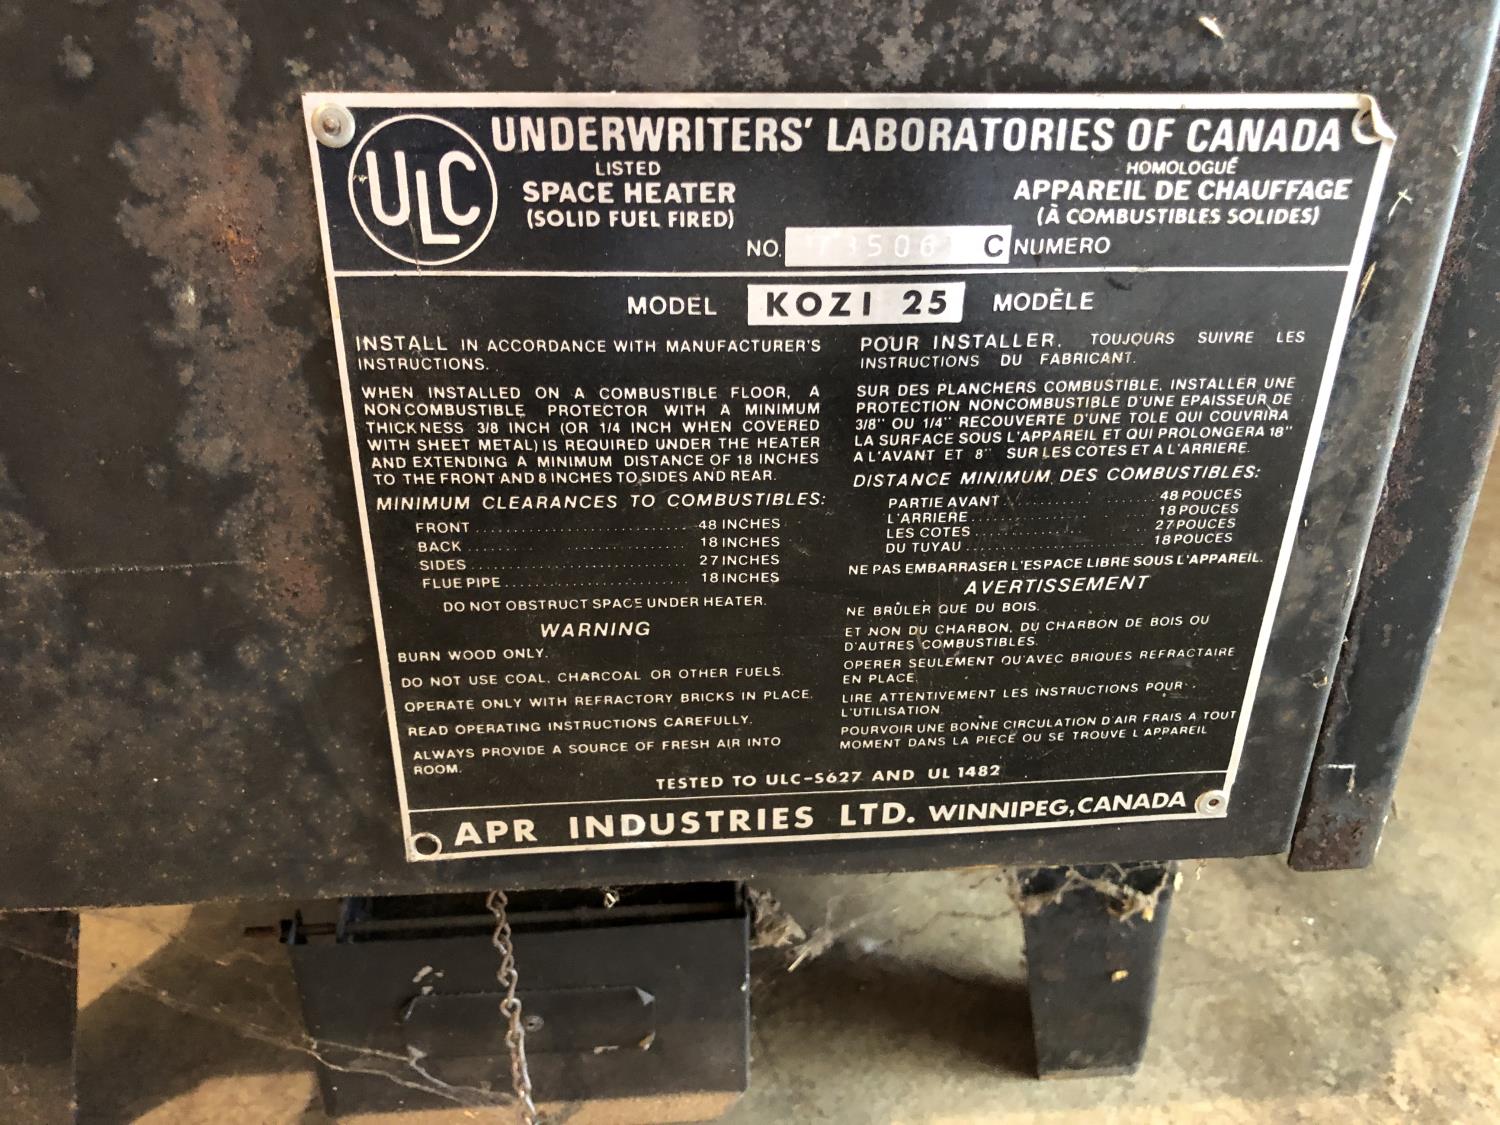 ULC
UNDERWRITERS' LABORATORIES OF CANADA
LISTED
SPACE HEATER
(SOLID FUEL FIRED)
HOMOLOGUÉ
APPAREIL DE CHAUFFAGE
(À COMBUSTIBLES SOLIDES)
NO. C NUMERO
MODEL KOZI 25 MODÈLE
INSTALL IN ACCORDANCE WITH MANUFACTURER'S
INSTRUCTIONS.
WHEN INSTALLED ON A COMBUSTIBLE FLOOR, A
NONCOMBUSTIBLE PROTECTOR WITH A MINIMUM
THICKNESS 3/8 INCH (OR 1/4 INCH WHEN COVERED
WITH SHEET METAL) IS REQUIRED UNDER THE HEATER
AND EXTENDING A MINIMUM DISTANCE OF 18 INCHES
TO THE FRONT AND 8 INCHES TO SIDES AND REAR.
MINIMUM CLEARANCES TO COMBUSTIBLES:
FRONT 48 INCHES
BACK 18 INCHES
SIDES 27 INCHES
FLUE PIPE 18 INCHES
DO NOT OBSTRUCT SPACE UNDER HEATER.
WARNING
BURN WOOD ONLY.
DO NOT USE COAL, CHARCOAL OR OTHER FUELS.
OPERATE ONLY WITH REFRACTORY BRICKS IN PLACE.
READ OPERATING INSTRUCTIONS CAREFULLY.
ALWAYS PROVIDE A SOURCE OF FRESH AIR INTO
ROOM.
POUR INSTALLER, TOUJOURS SUIVRE LES
INSTRUCTIONS DU FABRICANT.
SUR DES PLANCHERS COMBUSTIBLE, INSTALLER UNE
PROTECTION NONCOMBUSTIBLE D'UNE EPAISSEUR DE
3/8" OU 1/4" RECOUVERTE D'UNE TOLE QUI COUVRIRA
LA SURFACE SOUS L'APPAREIL ET QUI PROLONGERA 18"
A L'AVANT ET 8" SUR LES COTES ET A L'ARRIERE.
DISTANCE MINIMUM DES COMBUSTIBLES:
PARTIE AVANT 48 POUCES
L'ARRIERE 18 POUCES
LES COTES 27 POUCES
DU TUYAU 18 POUCES
NE PAS EMBARRASER L'ESPACE LIBRE SOUS L'APPAREIL.
AVERTISSEMENT
NE BRÛLER QUE DU BOIS.
ET NON DU CHARBON, DU CHARBON DE BOIS OU
D'AUTRES COMBUSTIBLES.
OPERER SEULEMENT QU'AVEC BRIQUES REFRACTAIRE
EN PLACE.
LIRE ATTENTIVEMENT LES INSTRUCTIONS POUR
L'UTILISATION.
POURVOIR UNE BONNE CIRCULATION D'AIR FRAIS A TOUT
MOMENT DANS LA PIECE OU SE TROUVE L'APPAREIL
TESTED TO ULC-S627 AND UL 1482
APR INDUSTRIES LTD. WINNIPEG, CANADA